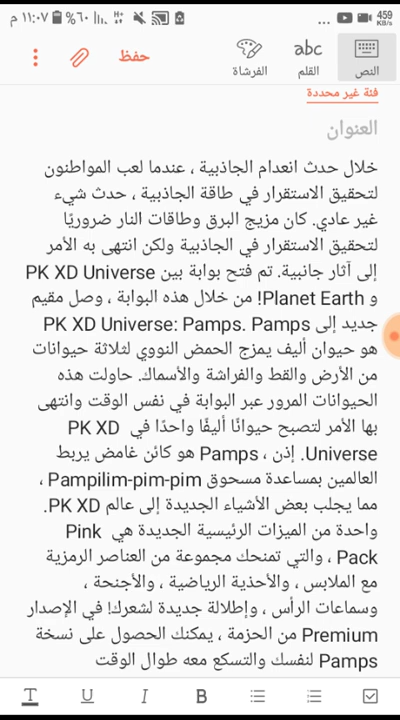 ١١:٠٧ م
%٦٠
H+
...
459
KB/s
حفظ
abc
النص
القلم
الفرشاة
فئة غير محددة
العنوان
خلال حدث انعدام الجاذبية ، عندما لعب المواطنون
لتحقيق الاستقرار في طاقة الجاذبية ، حدث شيء
غير عادي. كان مزيج البرق وطاقات النار ضروريًا
لتحقيق الاستقرار في الجاذبية ولكن انتهى به الأمر
إلى آثار جانبية. تم فتح بوابة بين PK XD Universe
و Planet Earth! من خلال هذه البوابة ، وصل مقيم
جديد إلى PK XD Universe: Pamps. Pamps
هو حيوان أليف يمزج الحمض النووي لثلاثة حيوانات
من الأرض والقط والفراشة والأسماك. حاولت هذه
الحيوانات المرور عبر البوابة في نفس الوقت وانتهى
بها الأمر لتصبح حيوانًا أليفًا واحدًا في PK XD
Universe. إذن ، Pamps هو كائن غامض يربط
العالمين بمساعدة مسحوق Pampilim-pim-pim ،
مما يجلب بعض الأشياء الجديدة إلى عالم PK XD.
واحدة من الميزات الرئيسية الجديدة هي Pink
Pack ، والتي تمنحك مجموعة من العناصر الرمزية
مع الملابس ، والأحذية الرياضية ، والأجنحة ،
وسماعات الرأس ، وإطلالة جديدة لشعرك! في الإصدار
Premium من الحزمة ، يمكنك الحصول على نسخة
Pamps لنفسك والتسكع معه طوال الوقت
T U I B